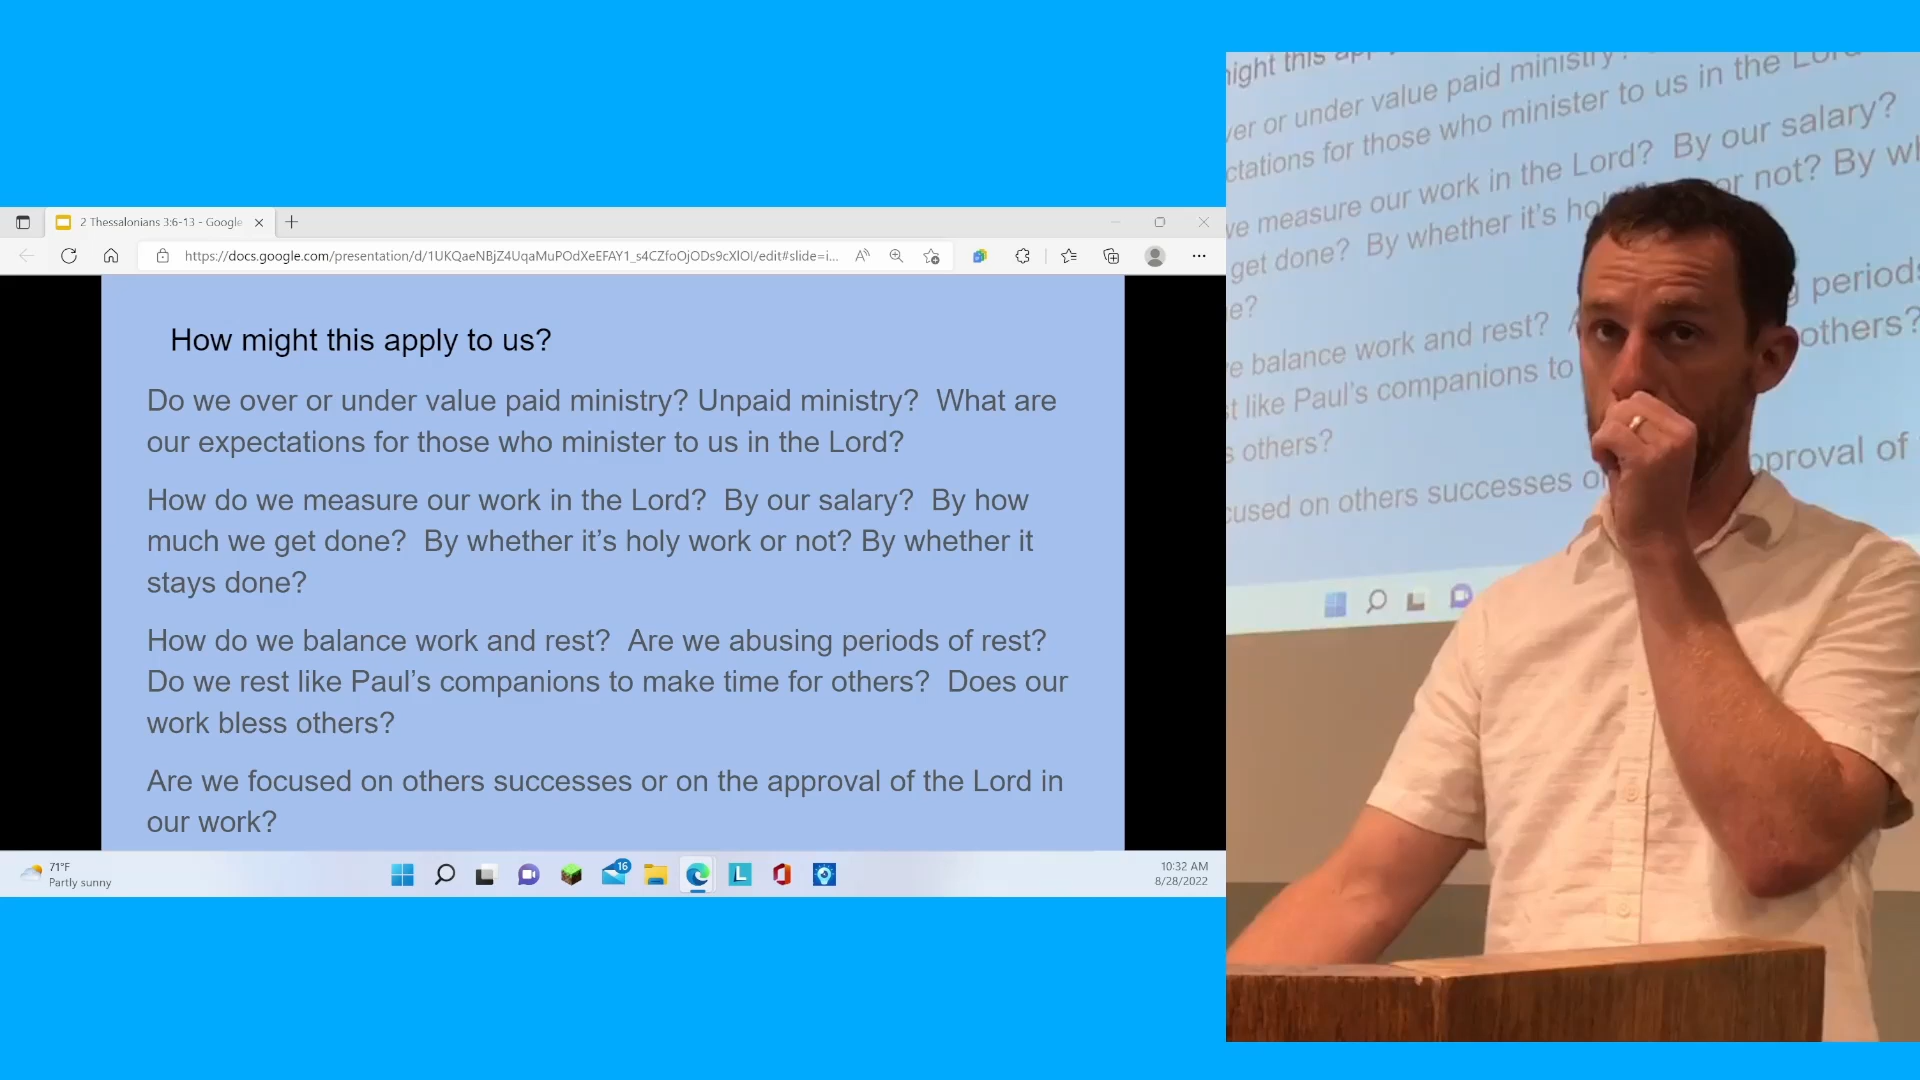 2 Thessalonians 3:6-13 - Google
https://docs.google.com/presentation/d/1UKQaeNBjZ4UqaMuPOdXeEFAY1_s4CZfoOjODs9cXlOI/edit#slide=i...
How might this apply to us?
Do we over or under value paid ministry? Unpaid ministry? What are
our expectations for those who minister to us in the Lord?
How do we measure our work in the Lord? By our salary? By how
much we get done? By whether it’s holy work or not? By whether it
stays done?
How do we balance work and rest? Are we abusing periods of rest?
Do we rest like Paul’s companions to make time for others? Does our
work bless others?
Are we focused on others successes or on the approval of the Lord in
our work?
71°F
Partly sunny
16
L
10:32 AM
8/28/2022
ight this
er or under value paid ministry?
ctations for those who minister to us in the Lord
we measure our work in the Lord? By our salary?
get done? By whether it's hol or not? By wh
e?
e balance work and rest? periods
t like Paul's companions to others?
s others?
cused on others successes o pproval of